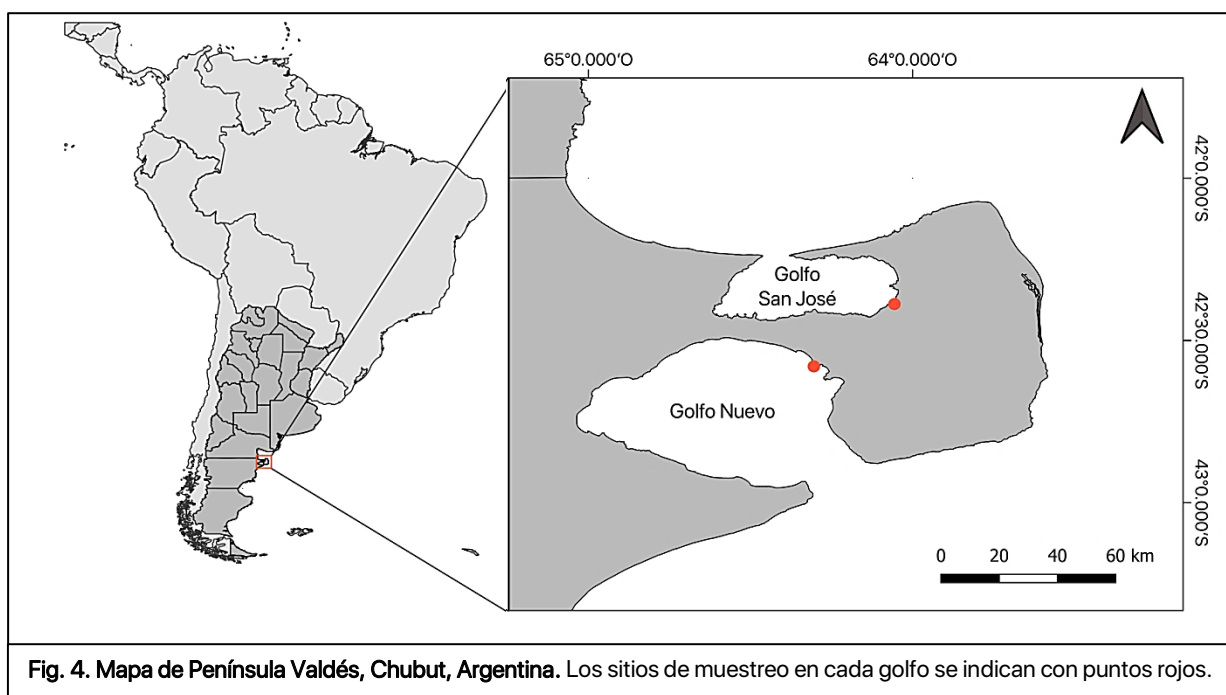 65°0.000'O
64°0.000'O
42°0.000'S
Golfo
San José
42°30.000'S
Golfo Nuevo
43°0.000'S
0 20 40 60 km
Fig. 4. Mapa de Península Valdés, Chubut, Argentina. Los sitios de muestreo en cada golfo se indican con puntos rojos.